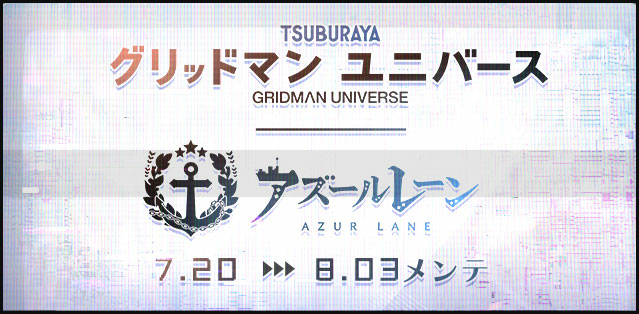 TSUBURAYA
グリッドマン ユニバース
GRIDMAN UNIVERSE
アズールレーン
AZUR LANE
7.20 ▶▶▶ 8.03メンテ